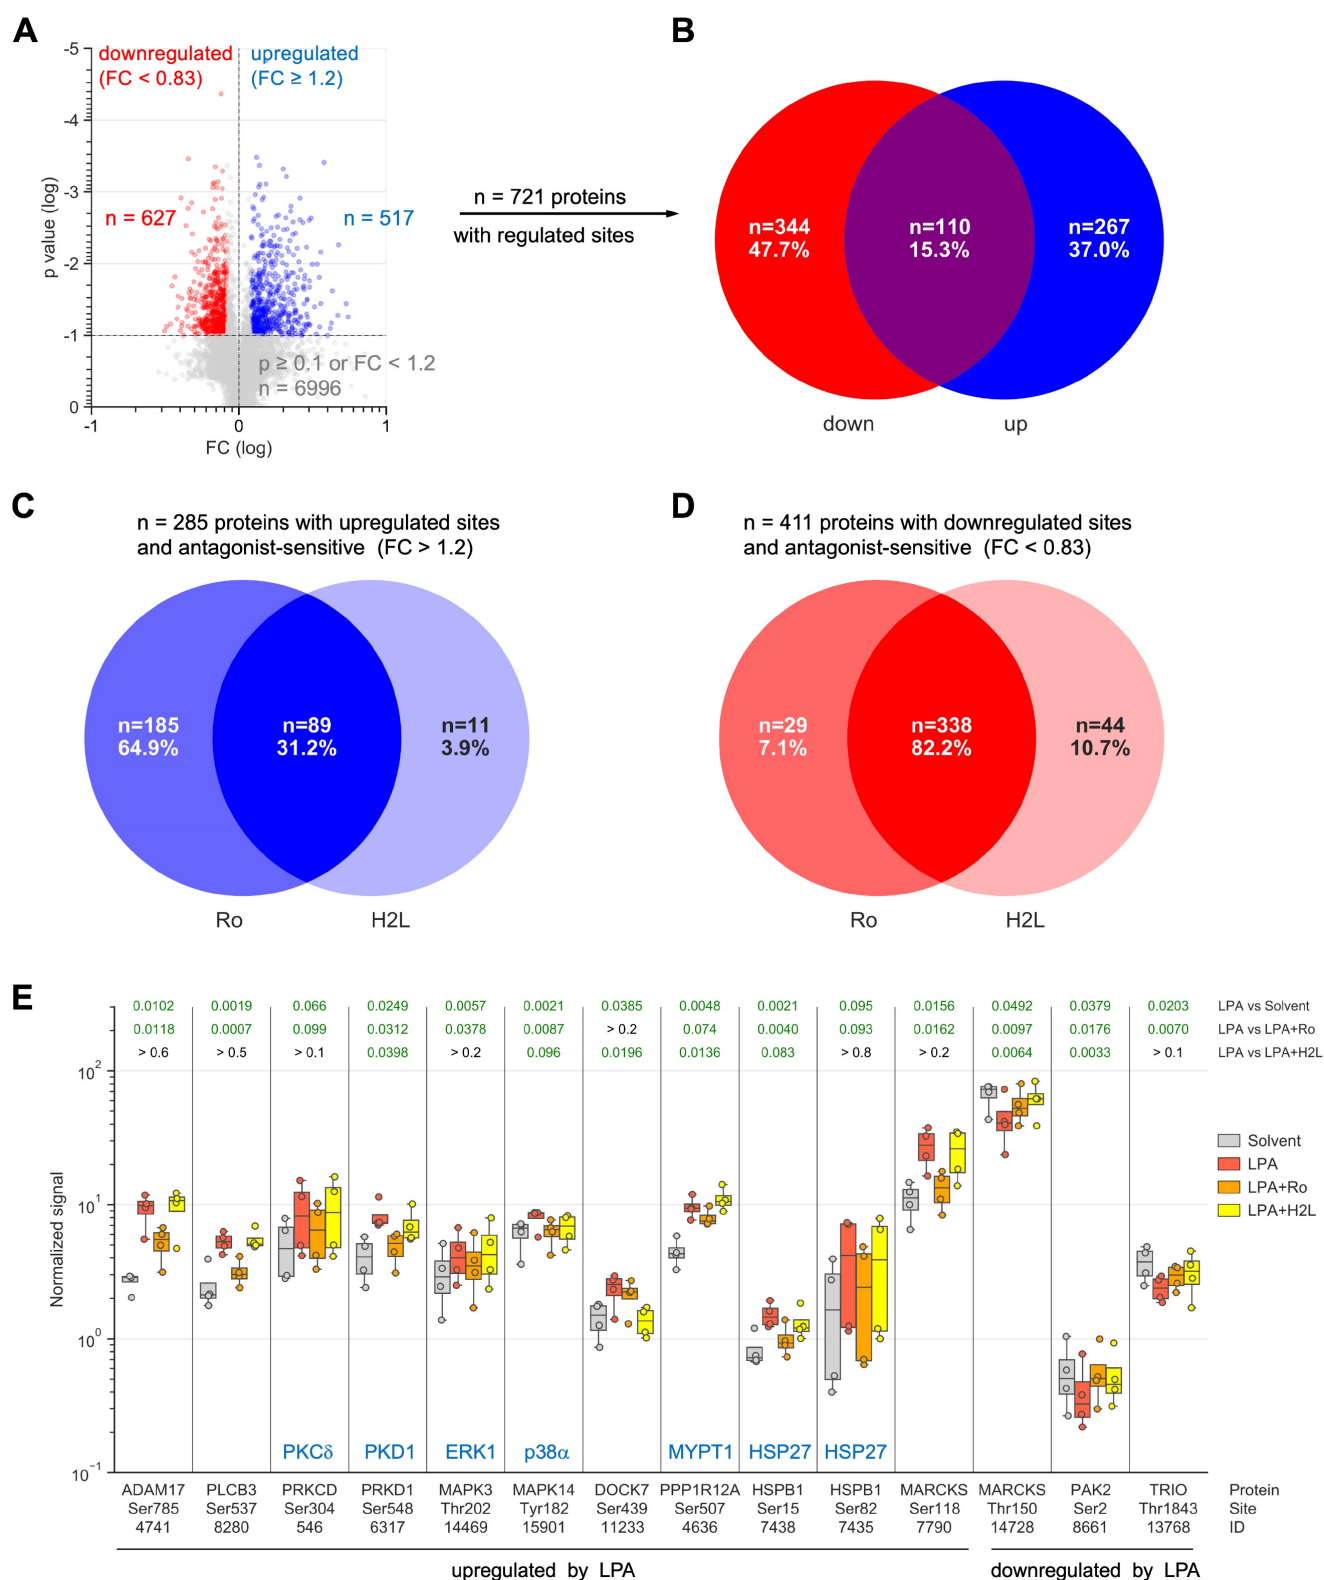 A
downregulated
(FC < 0.83)
upregulated
(FC ≥ 1.2)
-5
-4
-3
-2
-1
0
p value (log)
n = 627
n = 517
p ≥ 0.1 or FC < 1.2
n = 6996
-1
0
1
FC (log)
n = 721 proteins
with regulated sites
B
n=344
47.7%
n=110
15.3%
n=267
37.0%
down
up
C
n = 285 proteins with upregulated sites
and antagonist-sensitive (FC > 1.2)
n=185
64.9%
n=89
31.2%
n=11
3.9%
Ro
H2L
D
n = 411 proteins with downregulated sites
and antagonist-sensitive (FC < 0.83)
n=29
7.1%
n=338
82.2%
n=44
10.7%
Ro
H2L
E
0.0102 0.0019 0.066 0.0249 0.0057 0.0021 0.0385 0.0048 0.0021 0.095 0.0156 0.0492 0.0379 0.0203 LPA vs Solvent
0.0118 0.0007 0.099 0.0312 0.0378 0.0087 > 0.2 0.074 0.0040 0.093 0.0162 0.0097 0.0176 0.0070 LPA vs LPA+Ro
> 0.6 > 0.5 > 0.1 0.0398 > 0.2 0.096 0.0196 0.0136 0.083 > 0.8 > 0.2 0.0064 0.0033 > 0.1 LPA vs LPA+H2L
10²
10¹
10⁰
10⁻¹
Normalized signal
Solvent
LPA
LPA+Ro
LPA+H2L
PKCδ PKD1 ERK1 p38α MYPT1 HSP27 HSP27
ADAM17 PLCB3 PRKCD PRKD1 MAPK3 MAPK14 DOCK7 PPP1R12A HSPB1 HSPB1 MARCKS MARCKS PAK2 TRIO Protein
Ser785 Ser537 Ser304 Ser548 Thr202 Tyr182 Ser439 Ser507 Ser15 Ser82 Ser118 Thr150 Ser2 Thr1843 Site
4741 8280 546 6317 14469 15901 11233 4636 7438 7435 7790 14728 8661 13768 ID
upregulated by LPA
downregulated by LPA